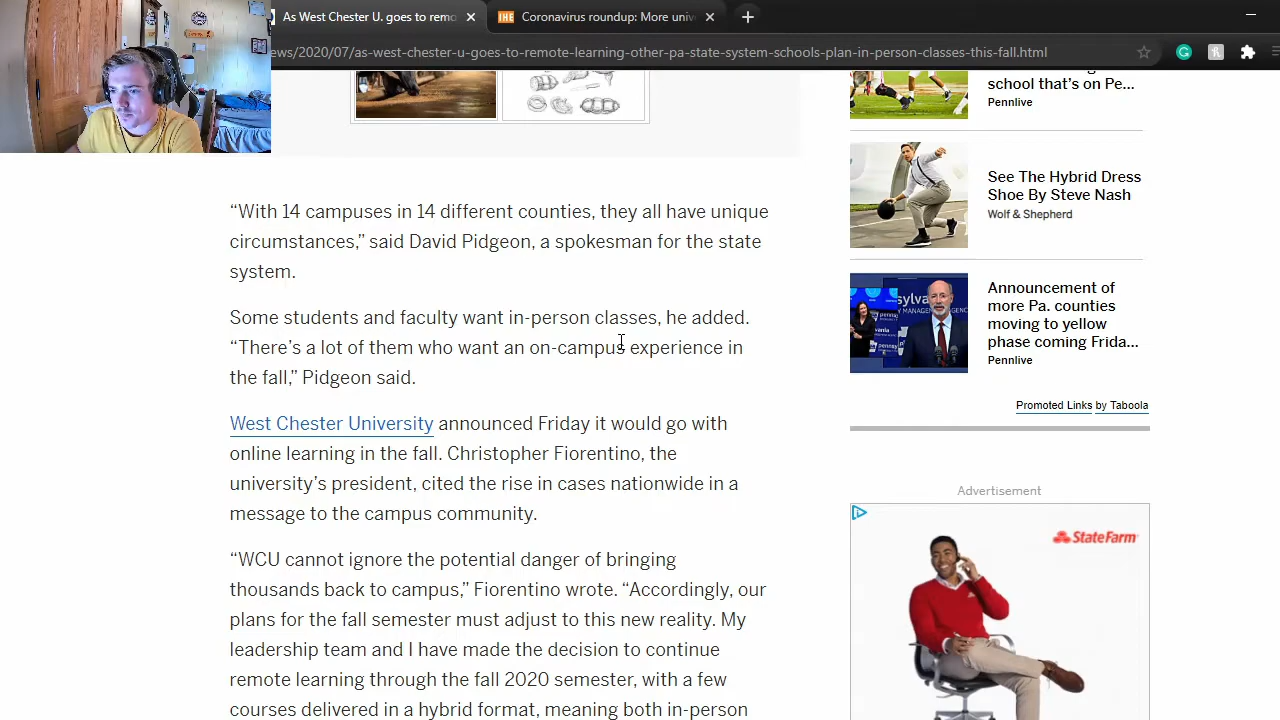 As West Chester U. goes to remo
Coronavirus roundup: More univ
ews/2020/07/as-west-chester-u-goes-to-remote-learning-other-pa-state-system-schools-plan-in-person-classes-this-fall.html
“With 14 campuses in 14 different counties, they all have unique
circumstances,” said David Pidgeon, a spokesman for the state
system.
Some students and faculty want in-person classes, he added.
“There’s a lot of them who want an on-campus experience in
the fall,” Pidgeon said.
West Chester University announced Friday it would go with
online learning in the fall. Christopher Fiorentino, the
university’s president, cited the rise in cases nationwide in a
message to the campus community.
“WCU cannot ignore the potential danger of bringing
thousands back to campus,” Fiorentino wrote. “Accordingly, our
plans for the fall semester must adjust to this new reality. My
leadership team and I have made the decision to continue
remote learning through the fall 2020 semester, with a few
courses delivered in a hybrid format, meaning both in-person
school that’s on Pe...
Pennlive
See The Hybrid Dress
Shoe By Steve Nash
Wolf & Shepherd
Announcement of
more Pa. counties
moving to yellow
phase coming Frida...
Pennlive
Promoted Links by Taboola
Advertisement
StateFarm